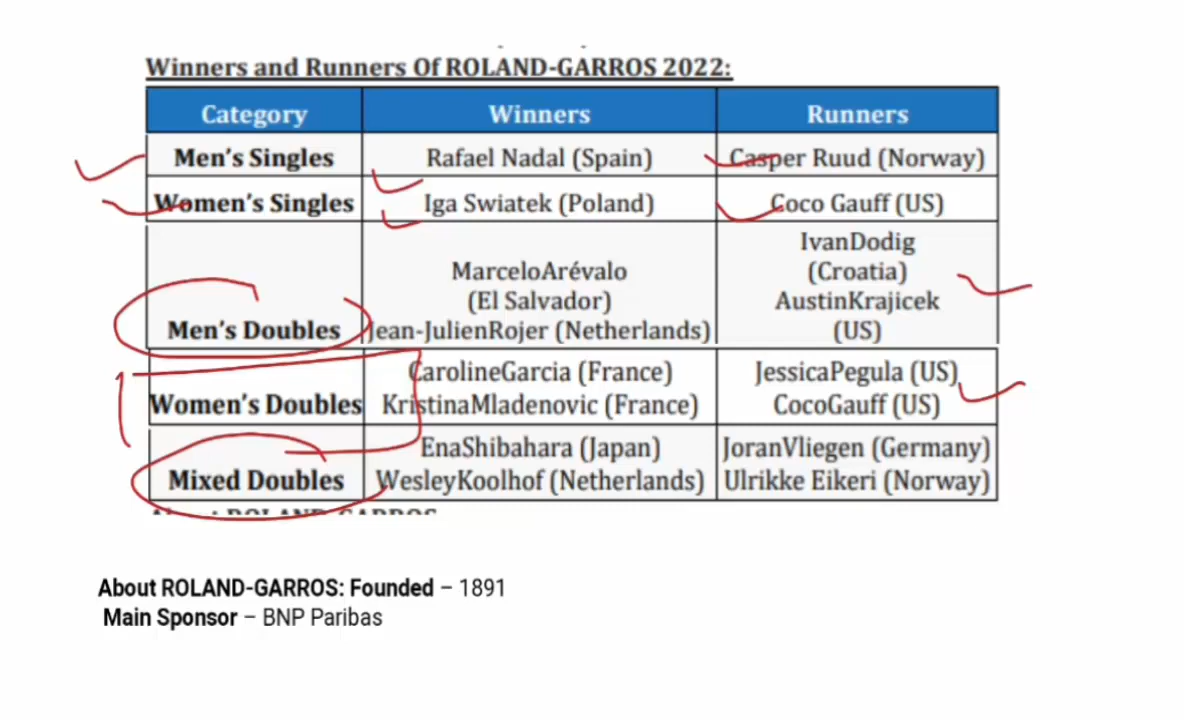 Winners and Runners Of ROLAND-GARROS 2022:
Category Winners Runners
Men's Singles Rafael Nadal (Spain) Casper Ruud (Norway)
Women's Singles Iga Swiatek (Poland) Coco Gauff (US)
IvanDodig
MarceloArévalo (Croatia)
(El Salvador) AustinKrajicek
Men's Doubles Jean-JulienRojer (Netherlands) (US)
CarolineGarcia (France) JessicaPegula (US)
Women's Doubles KristinaMladenovic (France) CocoGauff (US)
EnaShibahara (Japan) JoranVliegen (Germany)
Mixed Doubles WesleyKoolhof (Netherlands) Ulrikke Eikeri (Norway)
About ROLAND-GARROS
About ROLAND-GARROS: Founded – 1891
Main Sponsor – BNP Paribas